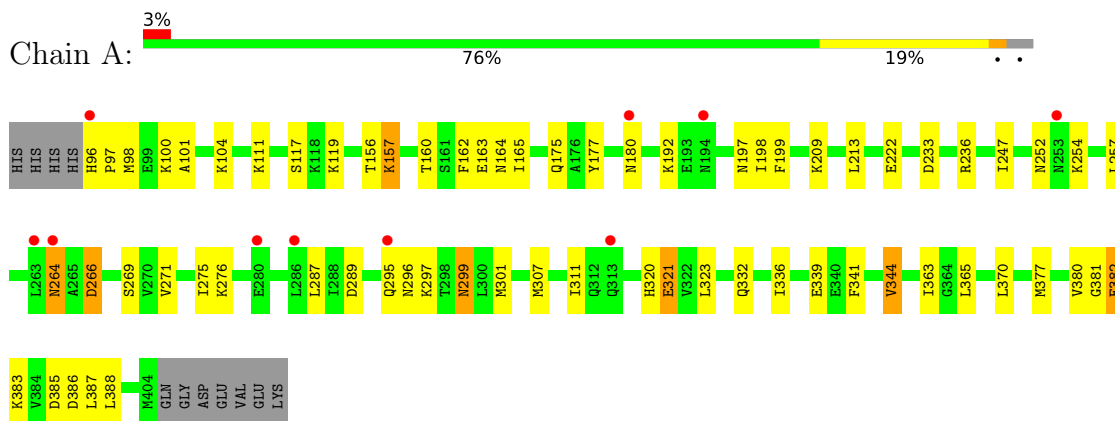 3%
Chain A:
76% 19% . .
HIS HIS HIS HIS H96 P97 M98 E99 K100 A101 K104 K111 S117 K118 K119 T156 K157 T160 S161 F162 E163 N164 I165 Q175 A176 Y177 N180 K192 E193 N194 N197 I198 F199 K209 L213 E222 D233 R236 I247 N252 N253 K254 L257
L263 N264 A265 D266 S269 V270 V271 I275 K276 E280 L286 L287 I288 D289 Q295 N296 K297 T298 N299 L300 M301 M307 I311 Q312 Q313 H320 E321 V322 L323 Q332 I336 E339 E340 F341 V344 I363 G364 L365 L370 M377 V380 G381 E382
K383 V384 D385 D386 L387 L388 M404 GLN GLY ASP GLU VAL GLU LYS